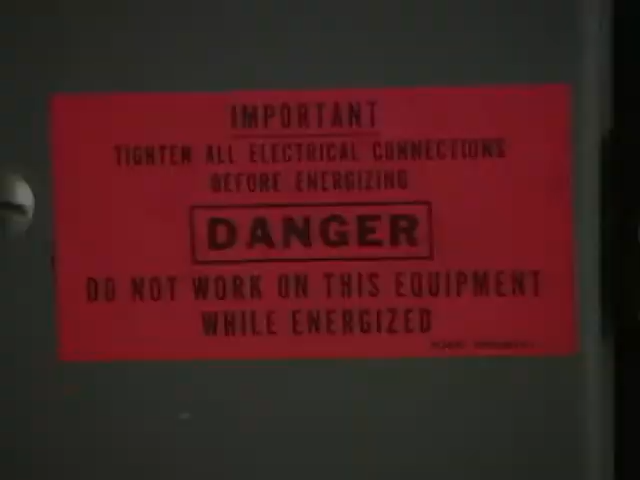 IMPORTANT
TIGHTEN ALL ELECTRICAL CONNECTIONS
BEFORE ENERGIZING
DANGER
DO NOT WORK ON THIS EQUIPMENT
WHILE ENERGIZED